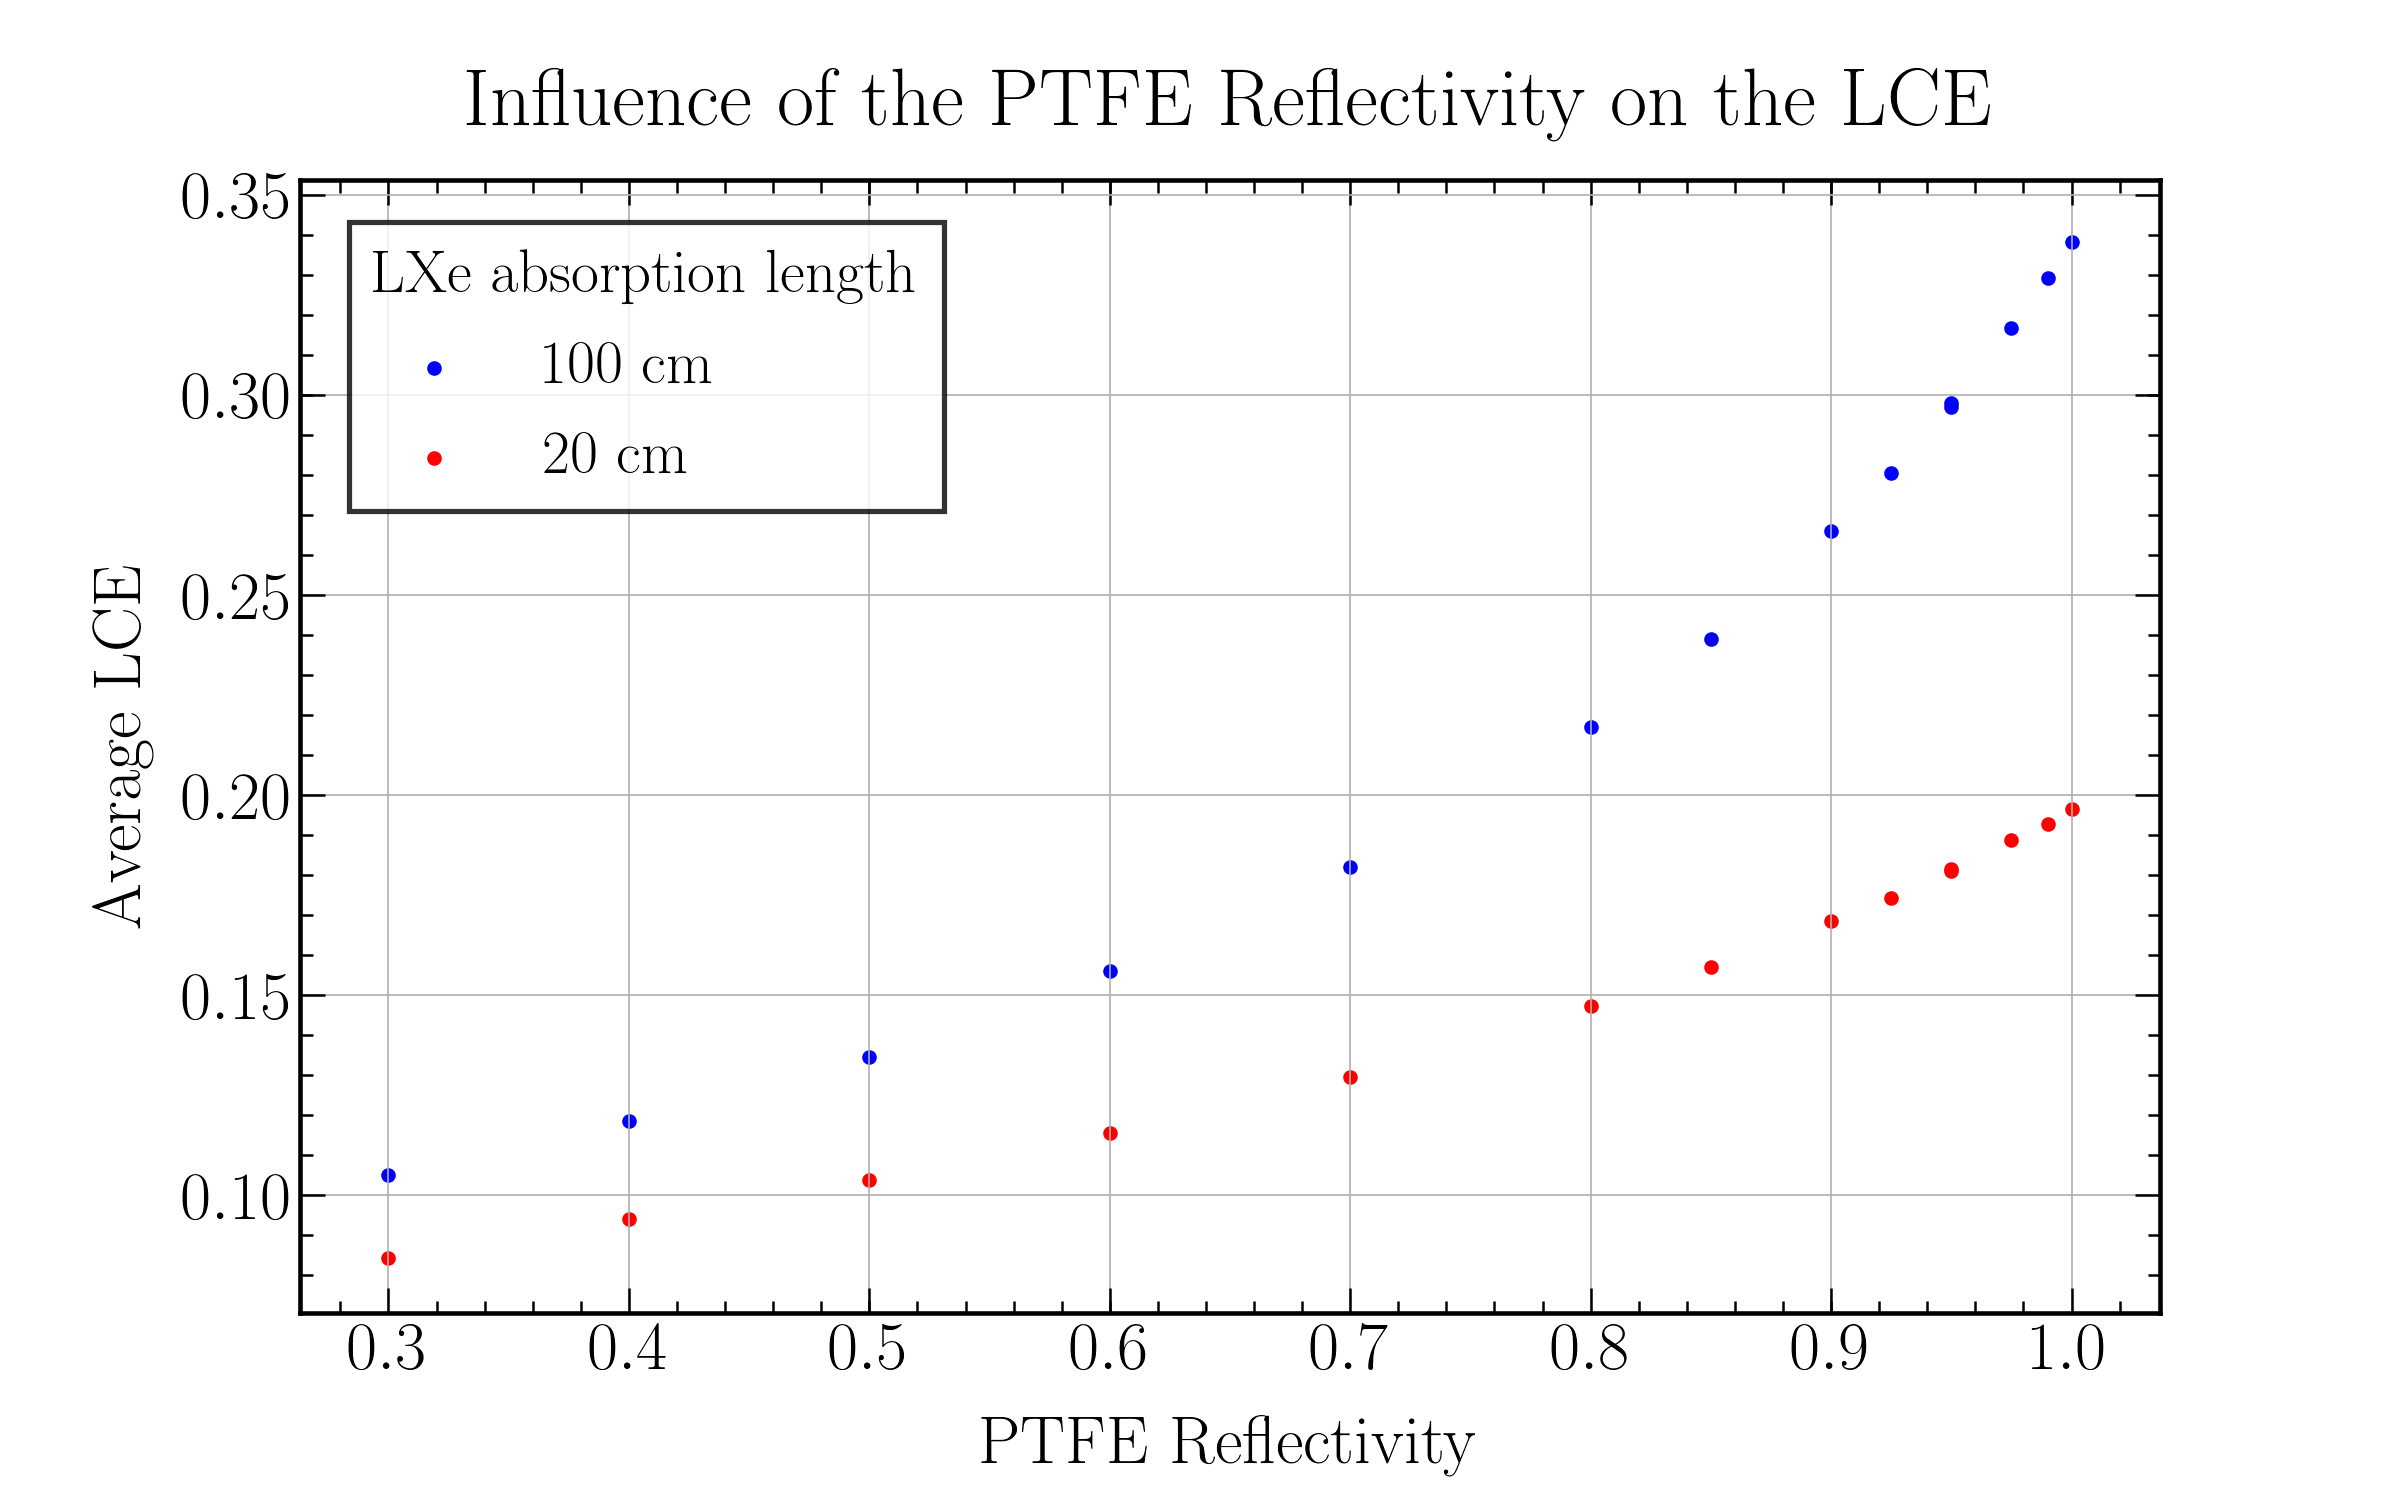 Influence of the PTFE Reflectivity on the LCE
0.35
0.30
0.25
0.20
0.15
0.10
Average LCE
LXe absorption length
100 cm
20 cm
0.3 0.4 0.5 0.6 0.7 0.8 0.9 1.0
PTFE Reflectivity